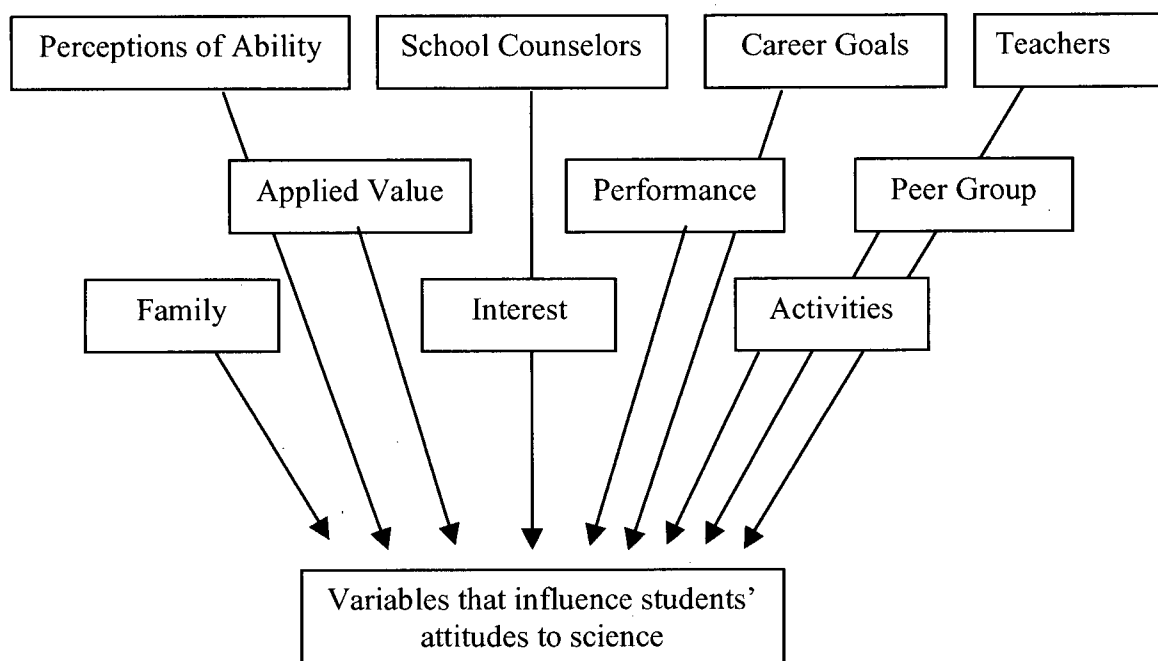 Perceptions of Ability
School Counselors
Career Goals
Teachers
Applied Value
Performance
Peer Group
Family
Interest
Activities
Variables that influence students’
attitudes to science